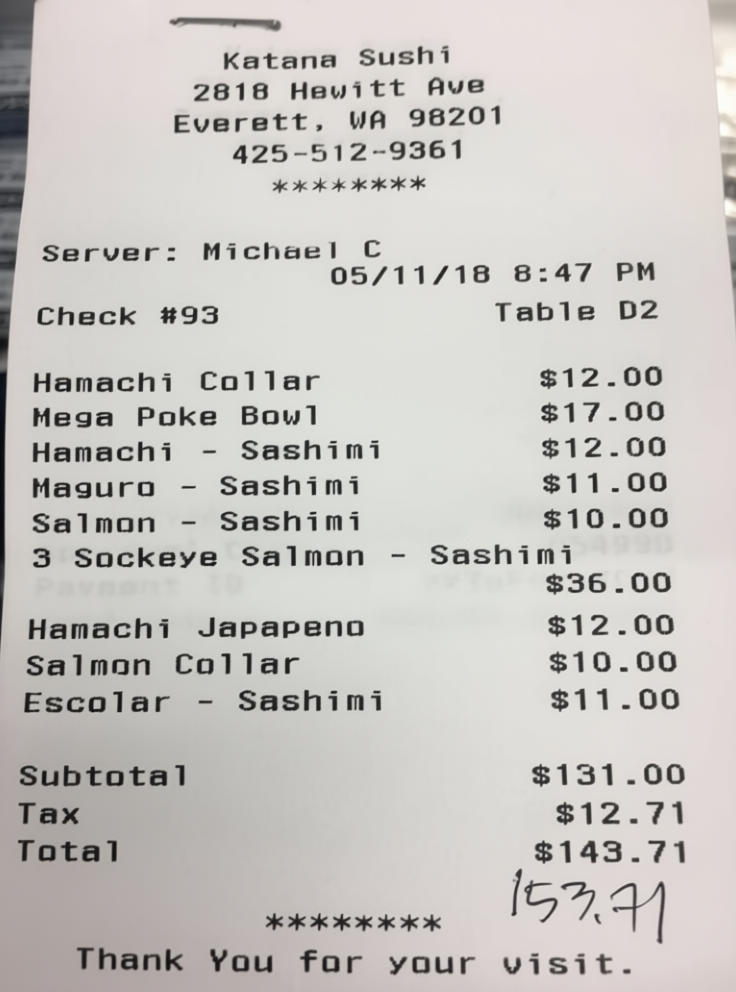 Katana Sushi
2818 Hewitt Ave
Everett, WA 98201
425-512-9361
********
Server: Michael C
05/11/18 8:47 PM
Check #93 Table D2
Hamachi Collar $12.00
Mega Poke Bowl $17.00
Hamachi - Sashimi $12.00
Maguro - Sashimi $11.00
Salmon - Sashimi $10.00
3 Sockeye Salmon - Sashimi
$36.00
Hamachi Japapeno $12.00
Salmon Collar $10.00
Escolar - Sashimi $11.00
Subtotal $131.00
Tax $12.71
Total $143.71
153.71
********
Thank You for your visit.